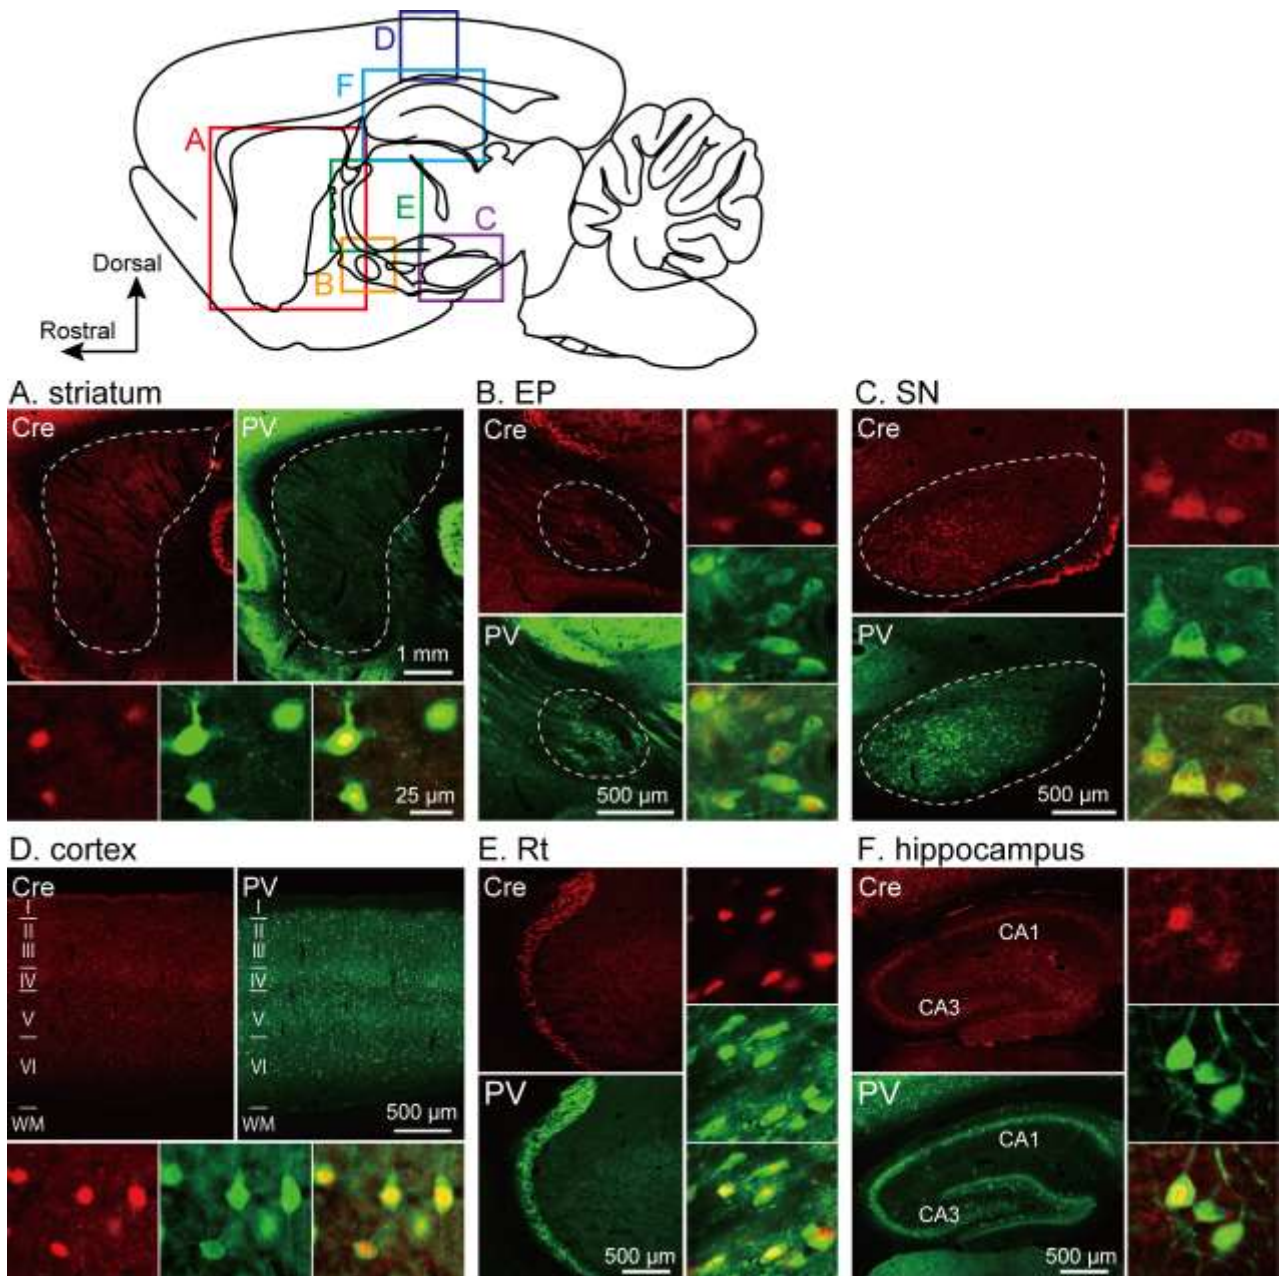 D
F
A
E
C
B
Dorsal
Rostral
A. striatum
Cre
PV
1 mm
25 µm
B. EP
Cre
PV
500 µm
C. SN
Cre
PV
500 µm
D. cortex
Cre
PV
I
I
II
II
III
III
IV
IV
V
V
VI
VI
WM
WM
500 µm
E. Rt
Cre
PV
500 µm
F. hippocampus
Cre
CA1
CA3
PV
CA1
CA3
500 µm